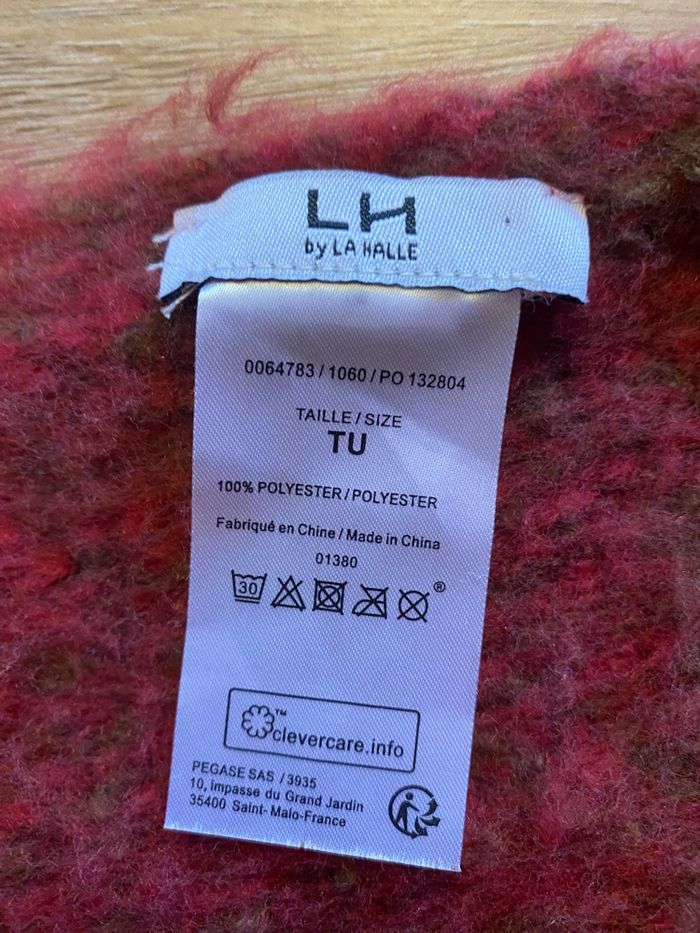 LH
by LA HALLE
0064783 / 1060 / PO 132804
TAILLE / SIZE
TU
100% POLYESTER / POLYESTER
Fabriqué en Chine / Made in China
01380
30
®
™
clevercare.info
PEGASE SAS / 3935
10, impasse du Grand Jardin
35400 Saint- Malo-France